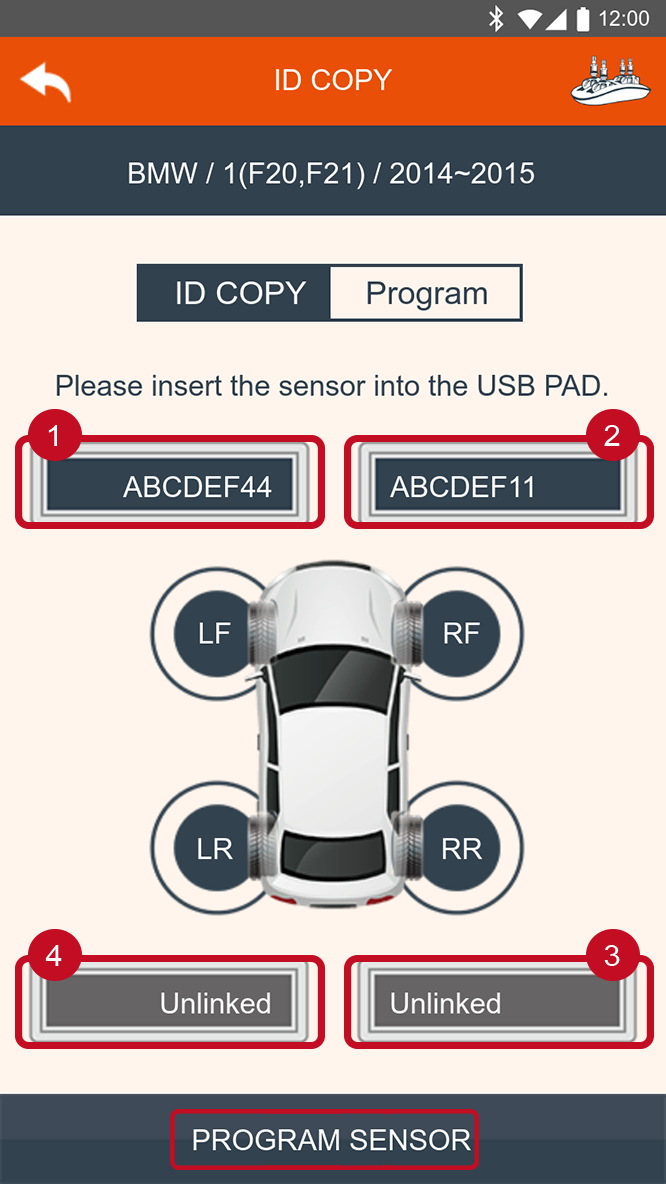 12:00
ID COPY
BMW / 1(F20,F21) / 2014~2015
ID COPY Program
Please insert the sensor into the USB PAD.
1 2
ABCDEF44 ABCDEF11
LF RF
LR RR
4 3
Unlinked Unlinked
PROGRAM SENSOR